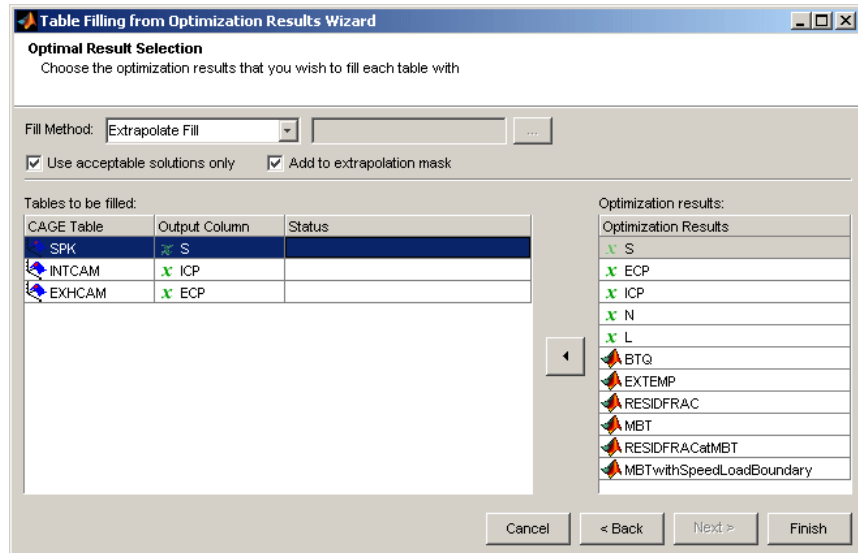 Table Filling from Optimization Results Wizard
Optimal Result Selection
Choose the optimization results that you wish to fill each table with
Fill Method: Extrapolate Fill ...
Use acceptable solutions only Add to extrapolation mask
Tables to be filled: Optimization results:
CAGE Table Output Column Status Optimization Results
SPK x S x S
INTCAM x ICP x ECP
EXHCAM x ECP x ICP
x N
x L
BTQ
EXTEMP
RESIDFRAC
MBT
RESIDFRACatMBT
MBTwithSpeedLoadBoundary
Cancel < Back Next > Finish